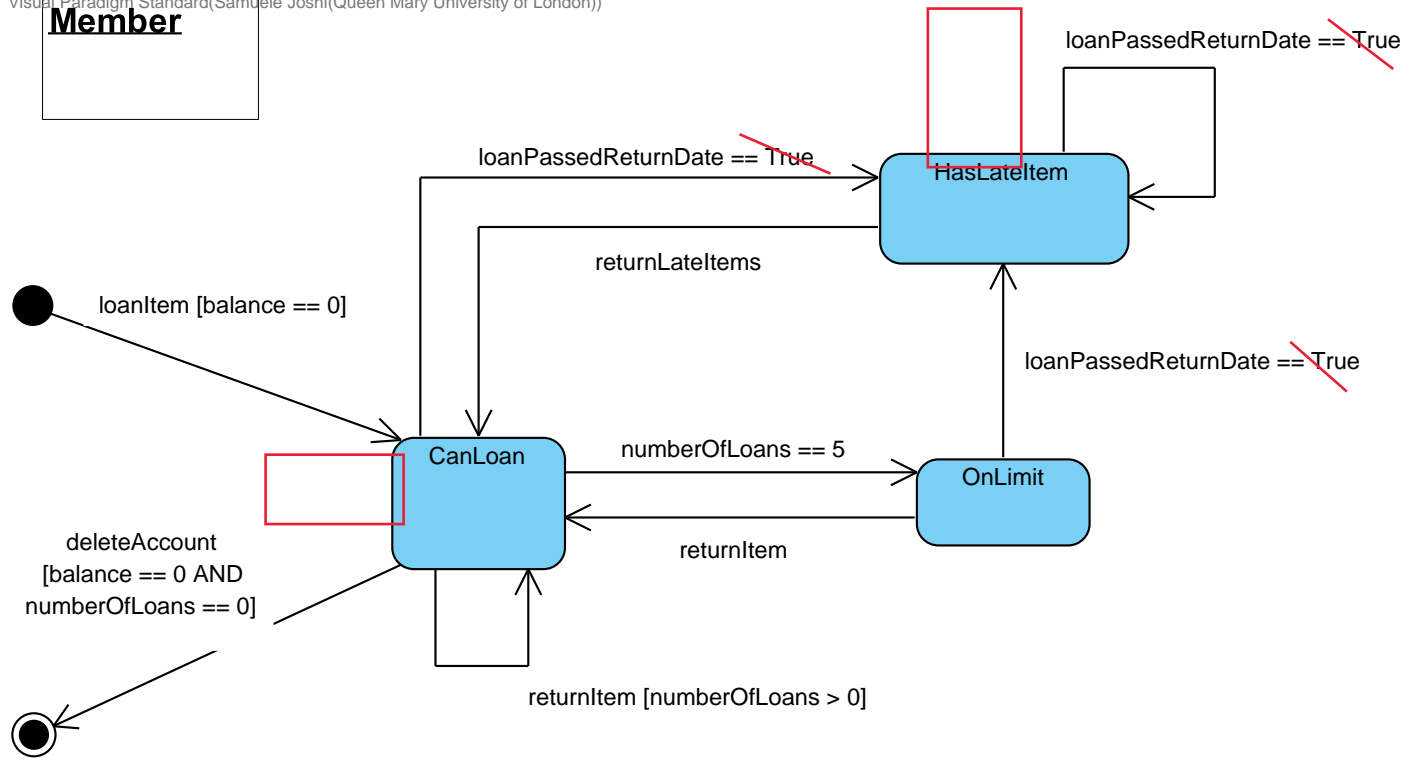 Visual Paradigm Standard(Samuele Joshi(Queen Mary University of London))
Member
loanPassedReturnDate == True
loanPassedReturnDate == True
HasLateItem
returnLateItems
loanItem [balance == 0]
loanPassedReturnDate == True
numberOfLoans == 5
CanLoan
OnLimit
deleteAccount
[balance == 0 AND
numberOfLoans == 0]
returnItem
returnItem [numberOfLoans > 0]